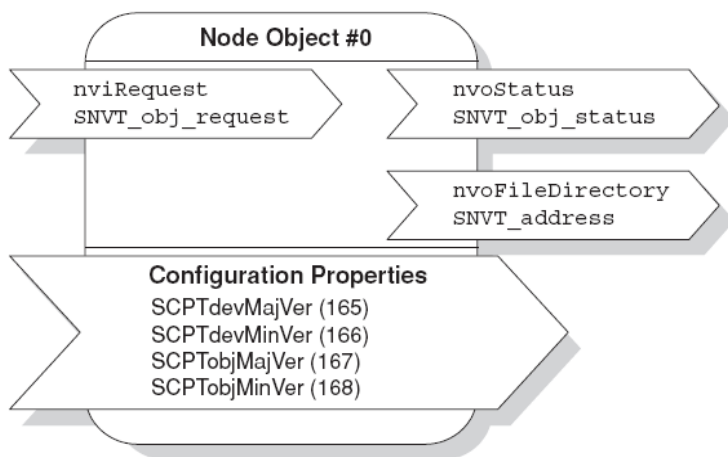 Node Object #0
nviRequest
SNVT_obj_request
nvoStatus
SNVT_obj_status
nvoFileDirectory
SNVT_address
Configuration Properties
SCPTdevMajVer (165)
SCPTdevMinVer (166)
SCPTobjMajVer (167)
SCPTobjMinVer (168)